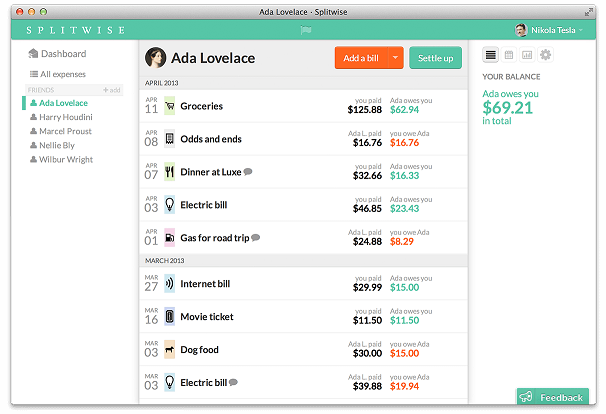 Ada Lovelace · Splitwise
SPLITWISE
Nikola Tesla
Dashboard
All expenses
FRIENDS + add
Ada Lovelace
Harry Houdini
Marcel Proust
Nellie Bly
Wilbur Wright
Ada Lovelace
Add a bill
Settle up
APRIL 2013
APR 11 Groceries you paid $125.88 Ada owes you $62.94
APR 08 Odds and ends Ada L. paid $16.76 you owe Ada $16.76
APR 07 Dinner at Luxe you paid $32.66 Ada owes you $16.33
APR 03 Electric bill you paid $46.85 Ada owes you $23.43
APR 01 Gas for road trip Ada L. paid $24.88 you owe Ada $8.29
MARCH 2013
MAR 27 Internet bill you paid $29.99 Ada owes you $15.00
MAR 16 Movie ticket you paid $11.50 Ada owes you $11.50
MAR 03 Dog food Ada L. paid $30.00 you owe Ada $15.00
MAR 03 Electric bill Ada L. paid $39.88 you owe Ada $19.94
YOUR BALANCE
Ada owes you
$69.21
in total
Feedback